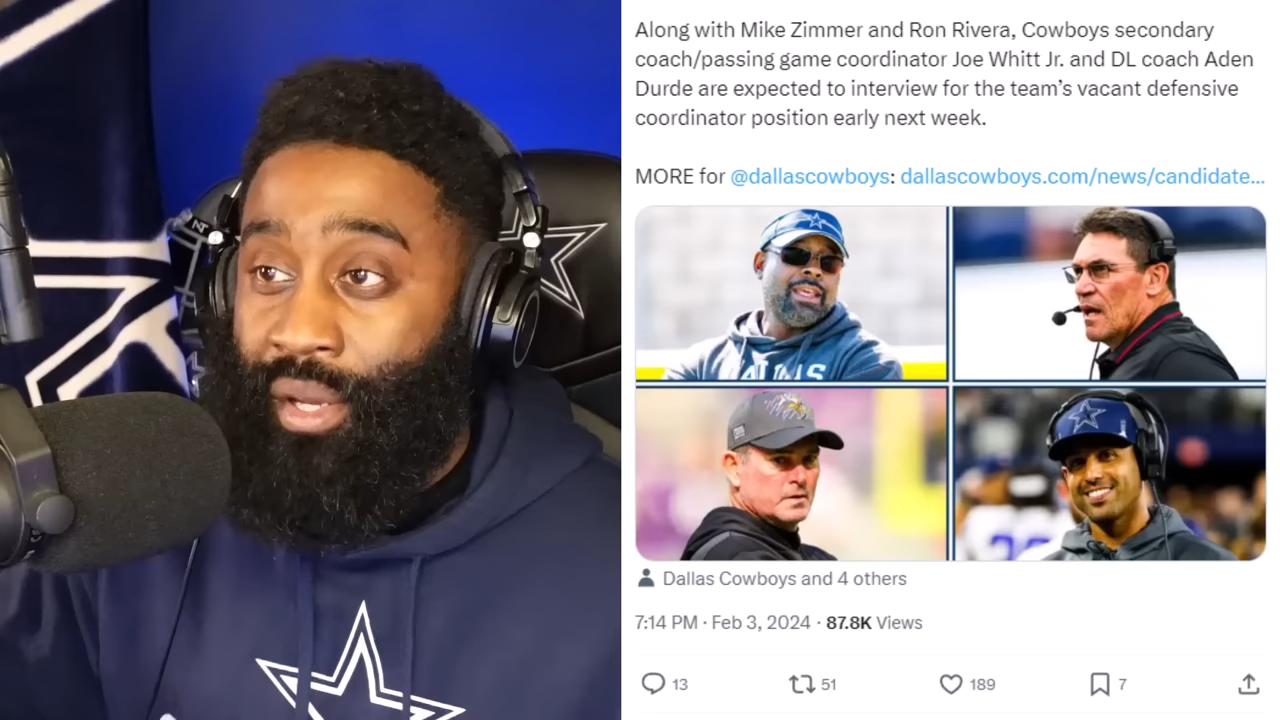 Along with Mike Zimmer and Ron Rivera, Cowboys secondary
coach/passing game coordinator Joe Whitt Jr. and DL coach Aden
Durde are expected to interview for the team’s vacant defensive
coordinator position early next week.
MORE for @dallascowboys: dallascowboys.com/news/candidate...
Dallas Cowboys and 4 others
7:14 PM · Feb 3, 2024 · 87.8K Views
13 51 189 7